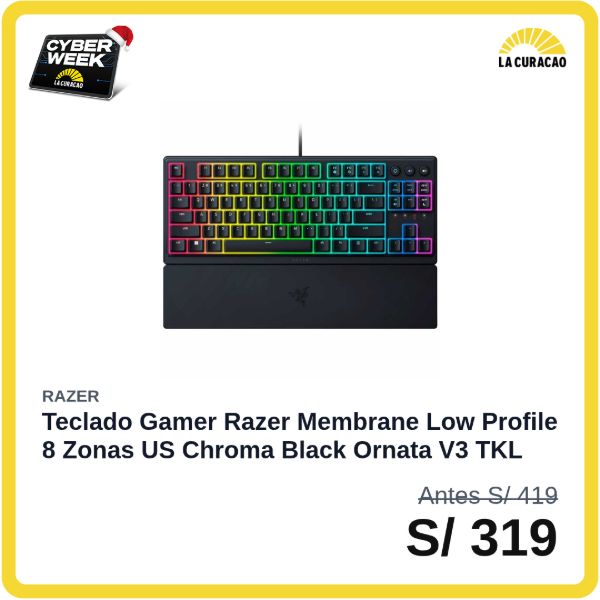 CYBER
WEEK
LA CURACAO
LA CURACAO
RAZER
Teclado Gamer Razer Membrane Low Profile
8 Zonas US Chroma Black Ornata V3 TKL
Antes S/ 419
S/ 319